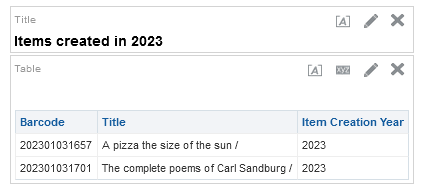 Title
Items created in 2023
Table
Barcode Title Item Creation Year
202301031657 A pizza the size of the sun / 2023
202301031701 The complete poems of Carl Sandburg / 2023